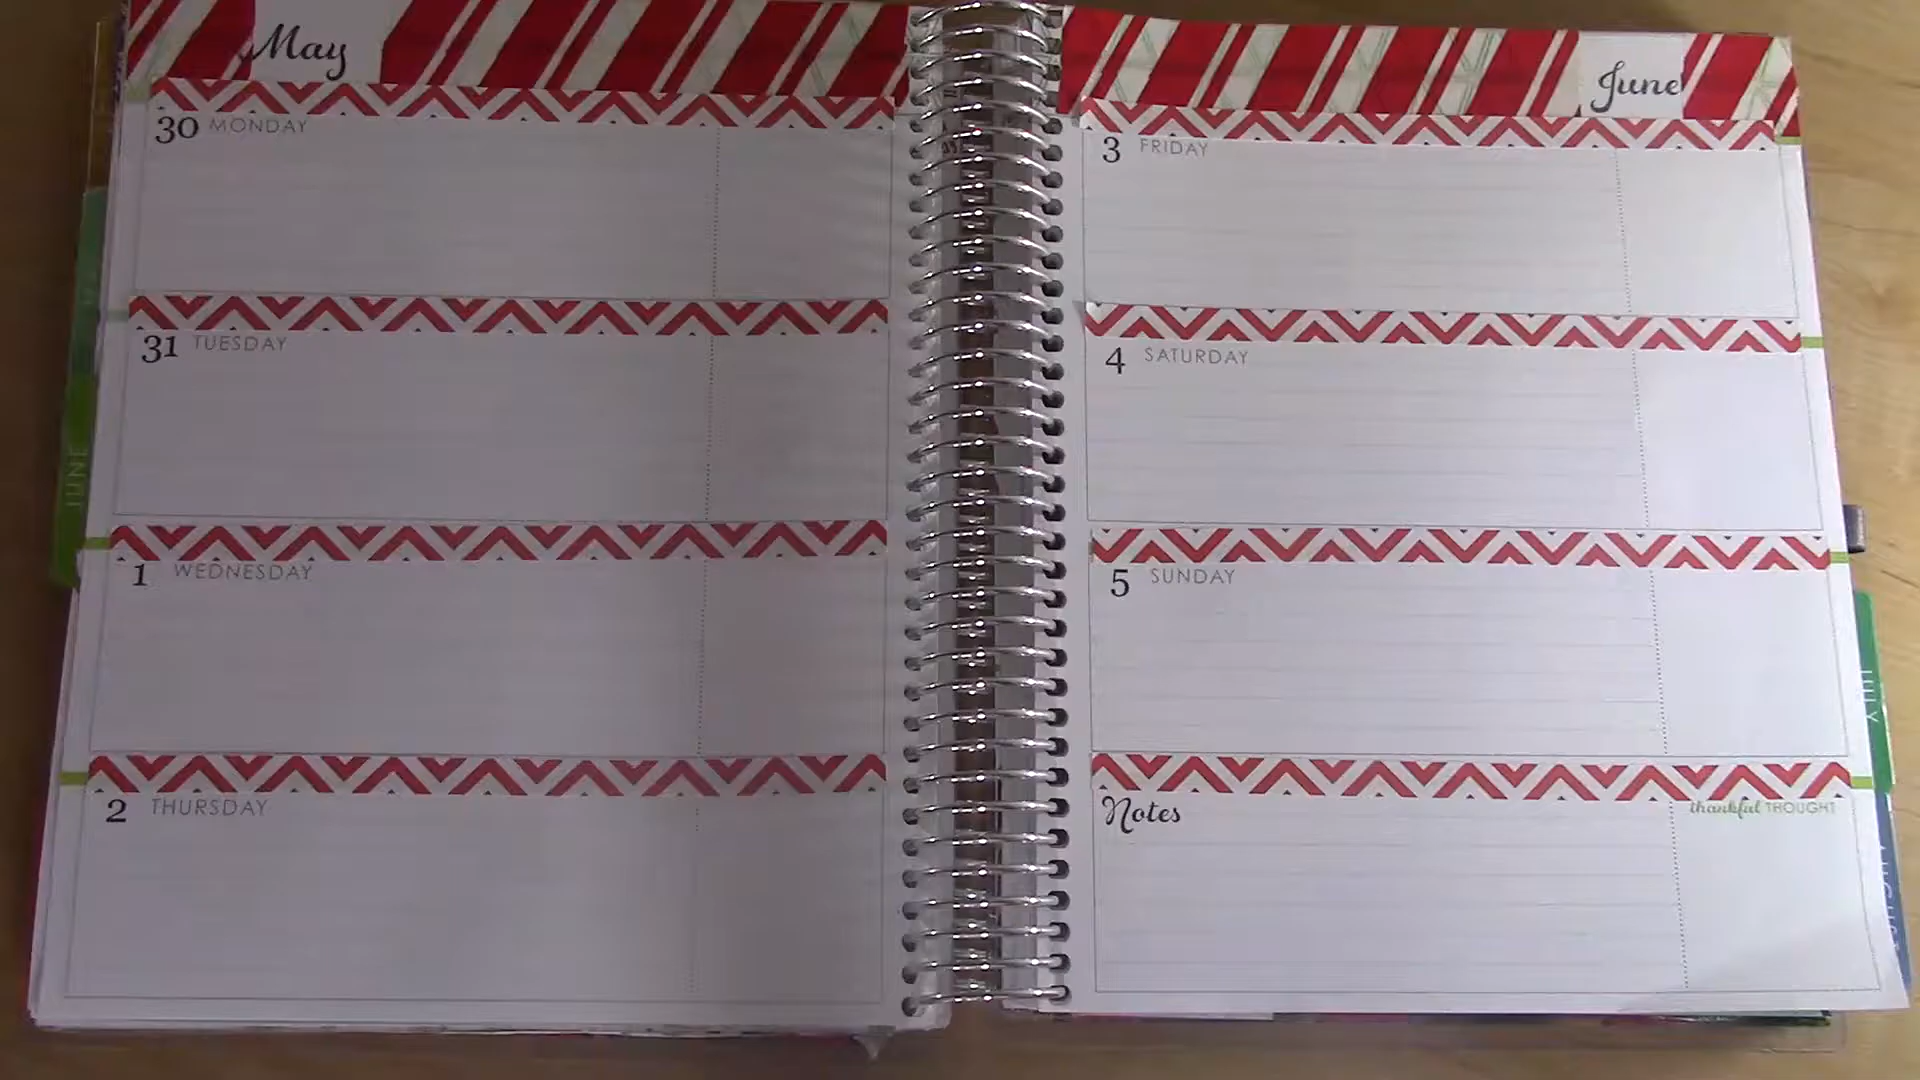 May
30 MONDAY
31 TUESDAY
1 WEDNESDAY
2 THURSDAY
June
3 FRIDAY
4 SATURDAY
5 SUNDAY
Notes
thankful THOUGHT
JUNE
JULY
AUGUST